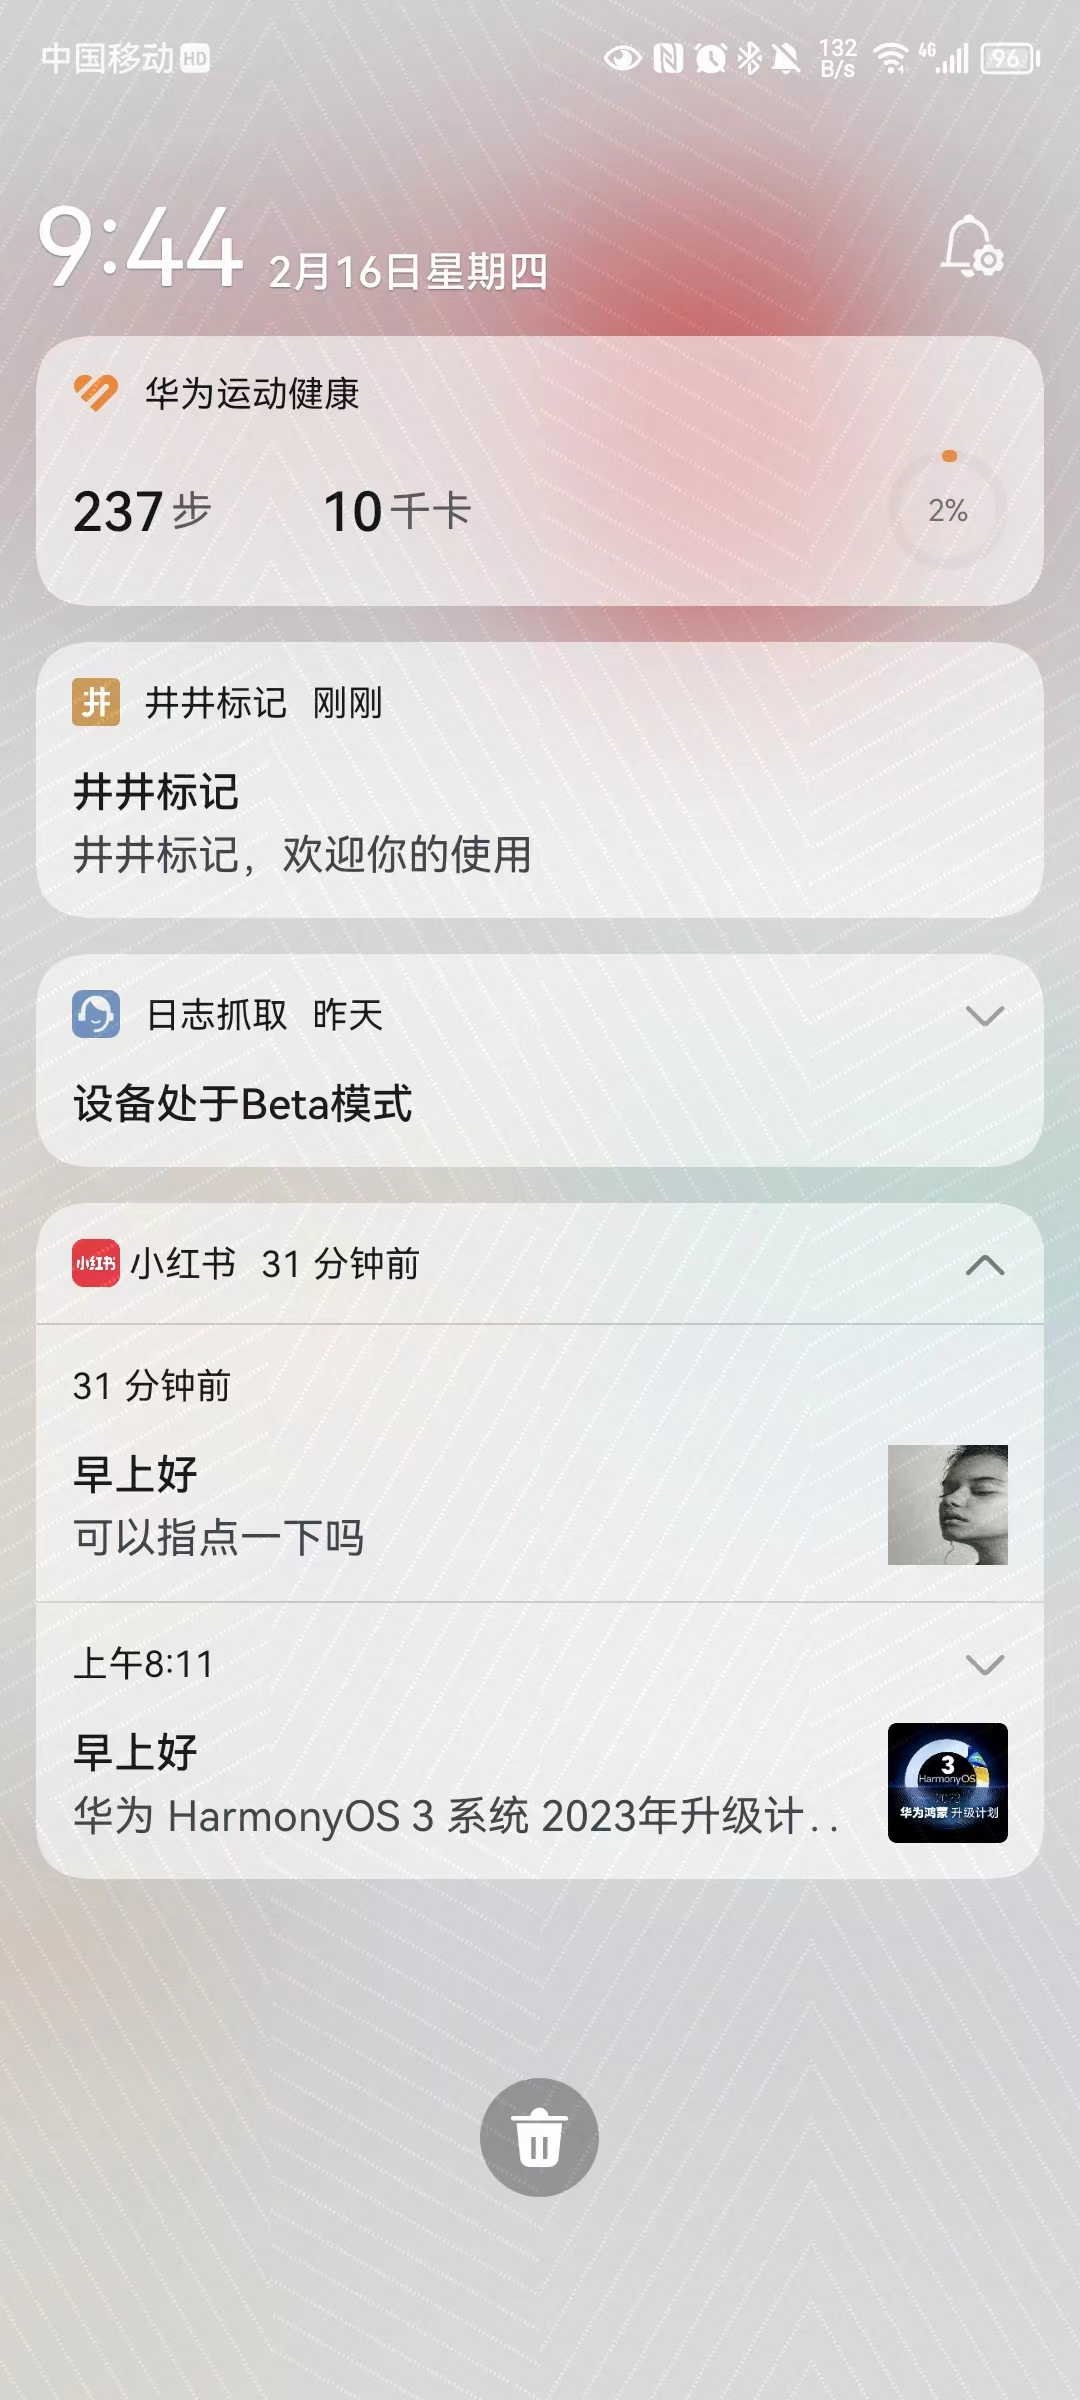 中国移动 HD
132 B/s 4G 96
9:44 2月16日星期四
华为运动健康
237步 10千卡 2%
井 井井标记 刚刚
井井标记
井井标记，欢迎你的使用
日志抓取 昨天
设备处于Beta模式
小红书 小红书 31 分钟前
31 分钟前
早上好
可以指点一下吗
上午8:11
早上好
华为 HarmonyOS 3 系统 2023年升级计..
3
HarmonyOS
2023
华为鸿蒙 升级计划